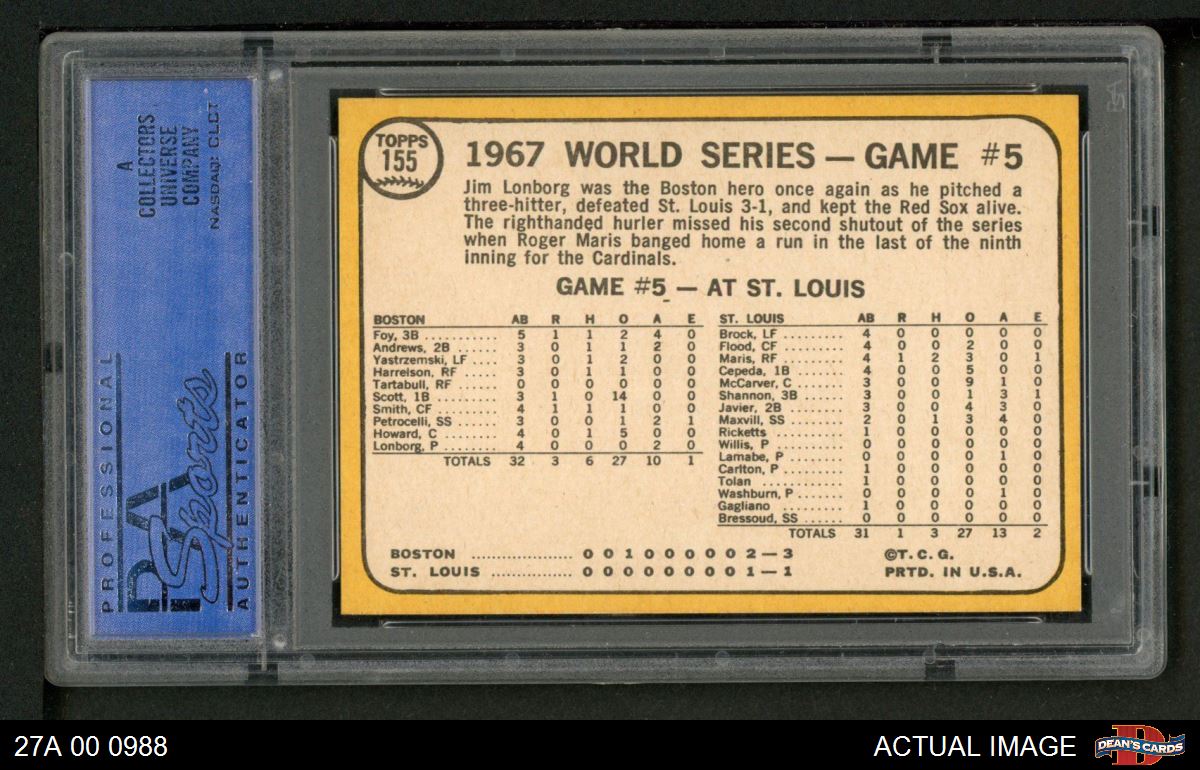 A
COLLECTORS
UNIVERSE
COMPANY
NASDAQ: CLCT
PROFESSIONAL
PSA
Sports
AUTHENTICATOR
TOPPS
155
1967 WORLD SERIES — GAME #5
Jim Lonborg was the Boston hero once again as he pitched a
three-hitter, defeated St. Louis 3-1, and kept the Red Sox alive.
The righthanded hurler missed his second shutout of the series
when Roger Maris banged home a run in the last of the ninth
inning for the Cardinals.
GAME #5 — AT ST. LOUIS
BOSTON AB R H O A E
Foy, 3B .......... 5 1 1 2 4 0
Andrews, 2B ...... 3 0 1 1 2 0
Yastrzemski, LF .... 3 0 1 2 0 0
Harrelson, RF .... 3 0 1 1 0 0
Tartabull, RF .... 0 0 0 0 0 0
Scott, 1B ........ 3 1 0 14 0 0
Smith, CF ........ 4 1 1 1 0 0
Petrocelli, SS .... 3 0 0 1 2 1
Howard, C ........ 4 0 1 5 0 0
Lonborg, P ....... 4 0 0 0 2 0
TOTALS 32 3 6 27 10 1
ST. LOUIS AB R H O A E
Brock, LF ......... 4 0 0 0 0 0
Flood, CF ......... 4 0 0 2 0 0
Maris, RF ......... 4 1 2 3 0 1
Cepeda, 1B ........ 4 0 0 5 0 0
McCarver, C ....... 3 0 0 9 1 0
Shannon, 3B ....... 3 0 0 1 3 1
Javier, 2B ........ 3 0 0 4 3 0
Maxvill, SS ....... 2 0 1 3 4 0
Ricketts .......... 1 0 0 0 0 0
Willis, P ......... 0 0 0 0 0 0
Lamabe, P ......... 0 0 0 0 1 0
Carlton, P ........ 1 0 0 0 0 0
Tolan ............. 1 0 0 0 0 0
Washburn, P ....... 0 0 0 0 1 0
Gagliano .......... 1 0 0 0 0 0
Bressoud, SS ...... 0 0 0 0 0 0
TOTALS 31 1 3 27 13 2
BOSTON ................ 0 0 1 0 0 0 0 0 2 — 3
ST. LOUIS ............. 0 0 0 0 0 0 0 0 1 — 1
©T. C. G.
PRTD. IN U.S.A.
27A 00 0988
ACTUAL IMAGE
D
DEAN'S CARDS